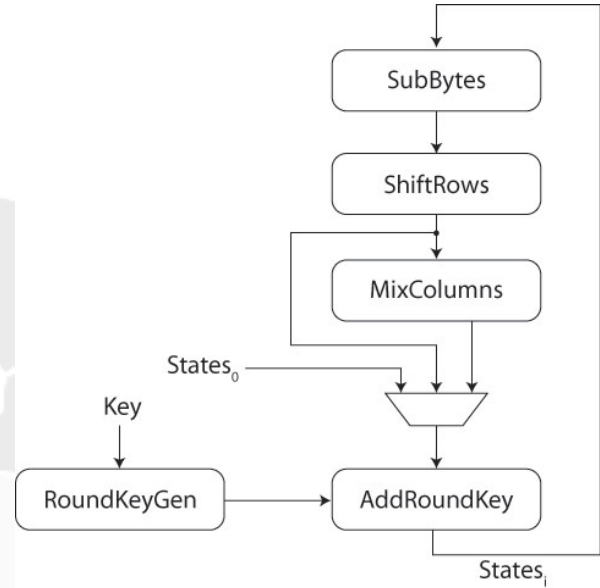 SubBytes
ShiftRows
MixColumns
States₀
Key
RoundKeyGen
AddRoundKey
Statesᵢ